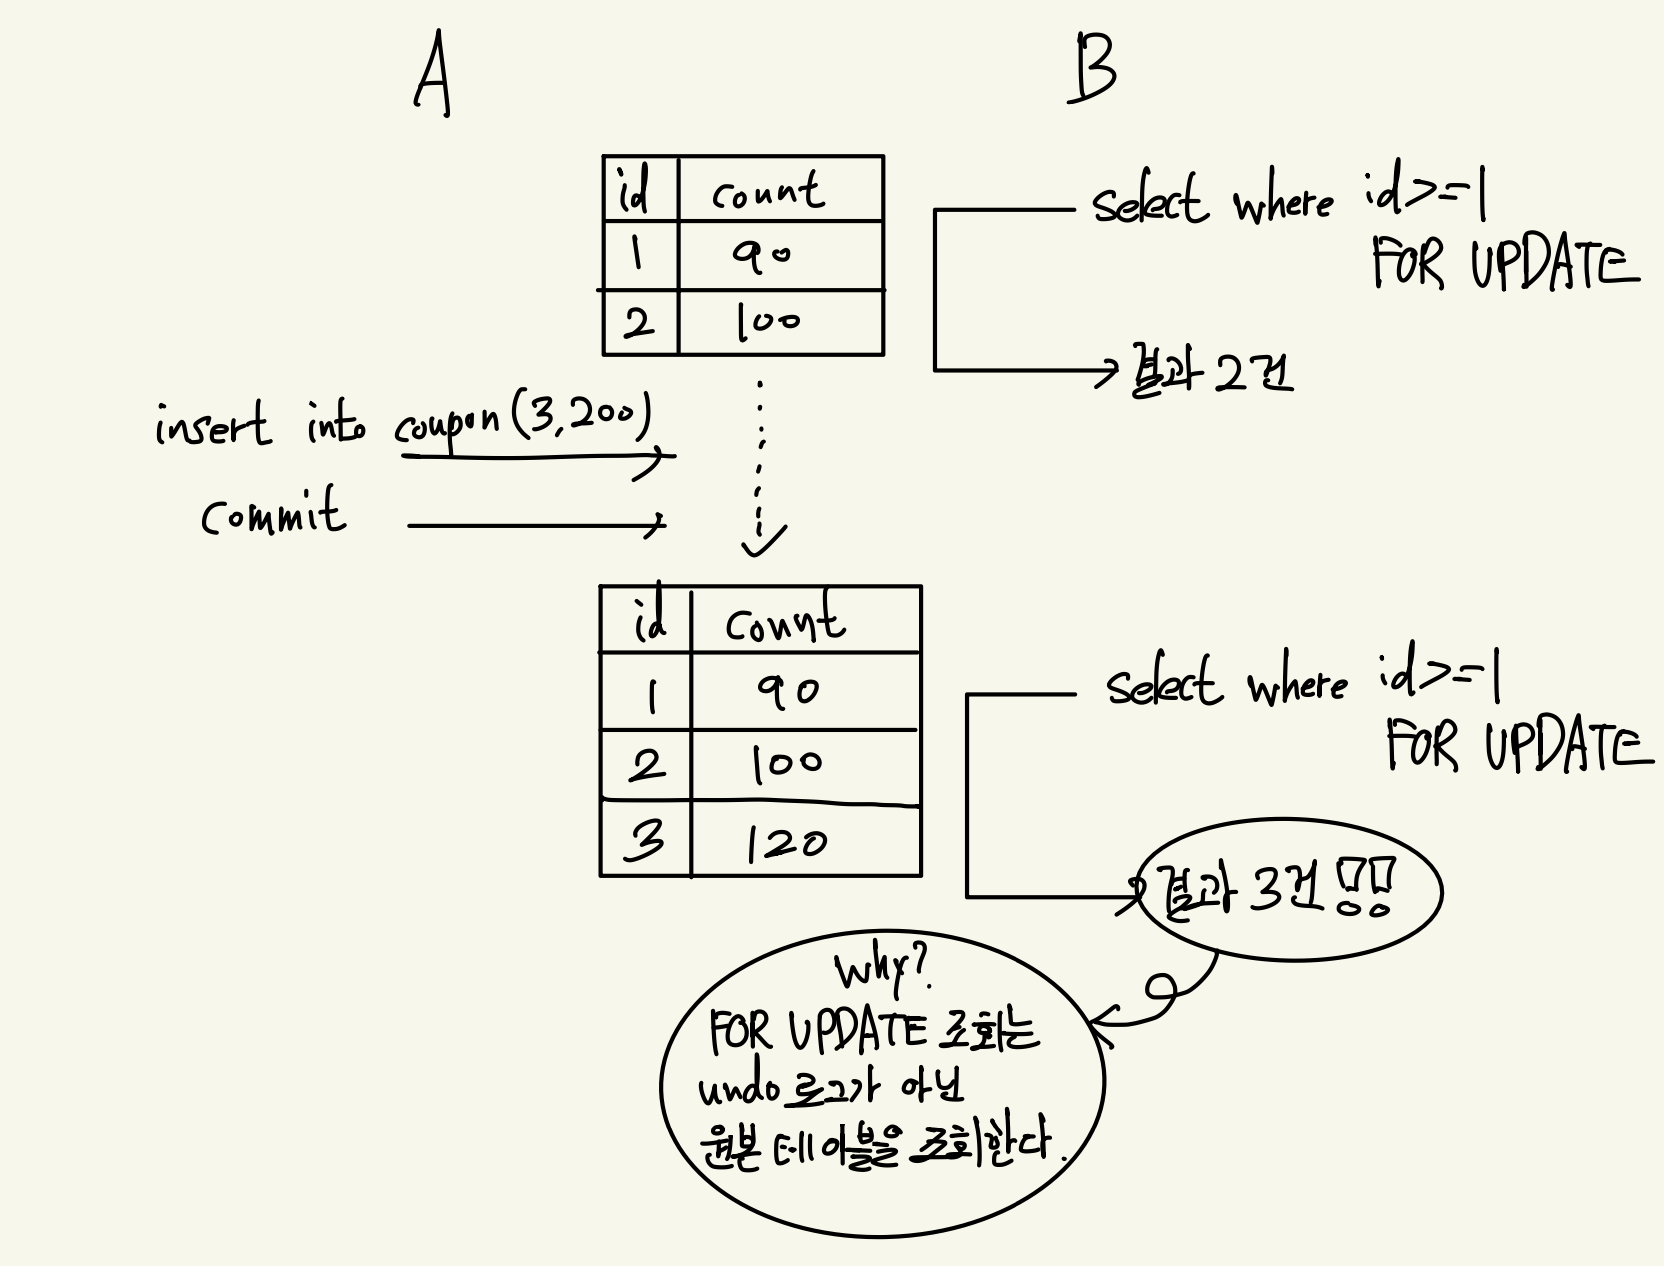 A
B
id count
1 90
2 100
select where id>=1
FOR UPDATE
결과 2건
insert into coupon (3,200)
commit
id count
1 90
2 100
3 120
select where id>=1
FOR UPDATE
결과 3건!!
why?
FOR UPDATE 조회는
undo 로그가 아닌
원본 테이블을 조회한다.